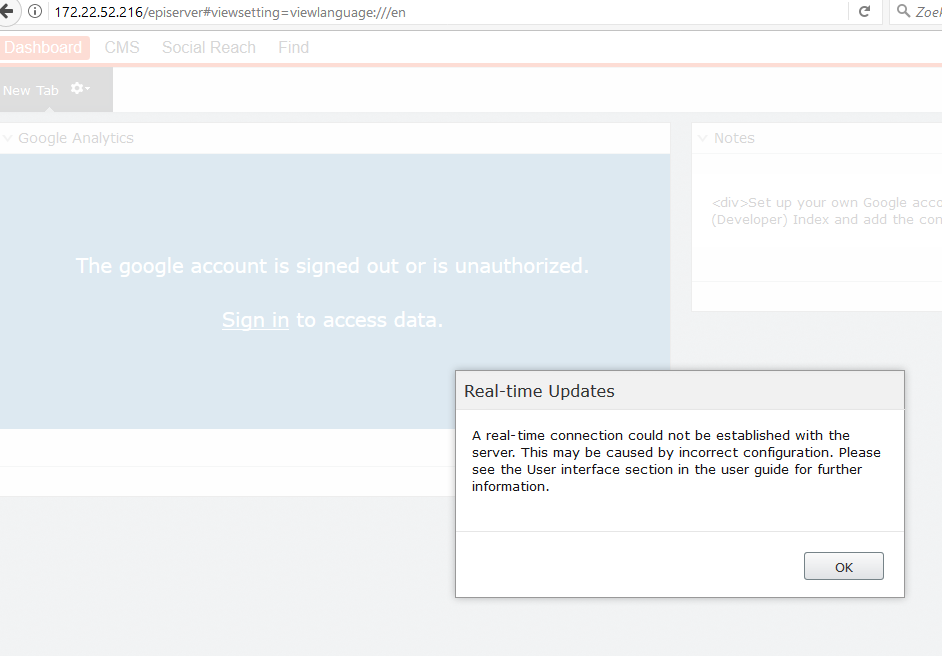 172.22.52.216/episerver#viewsetting=viewlanguage:///en
Zoek
Dashboard CMS Social Reach Find
New Tab
Google Analytics
The google account is signed out or is unauthorized.
Sign in to access data.
Notes
<div>Set up your own Google acco
(Developer) Index and add the con
Real-time Updates
A real-time connection could not be established with the
server. This may be caused by incorrect configuration. Please
see the User interface section in the user guide for further
information.
OK